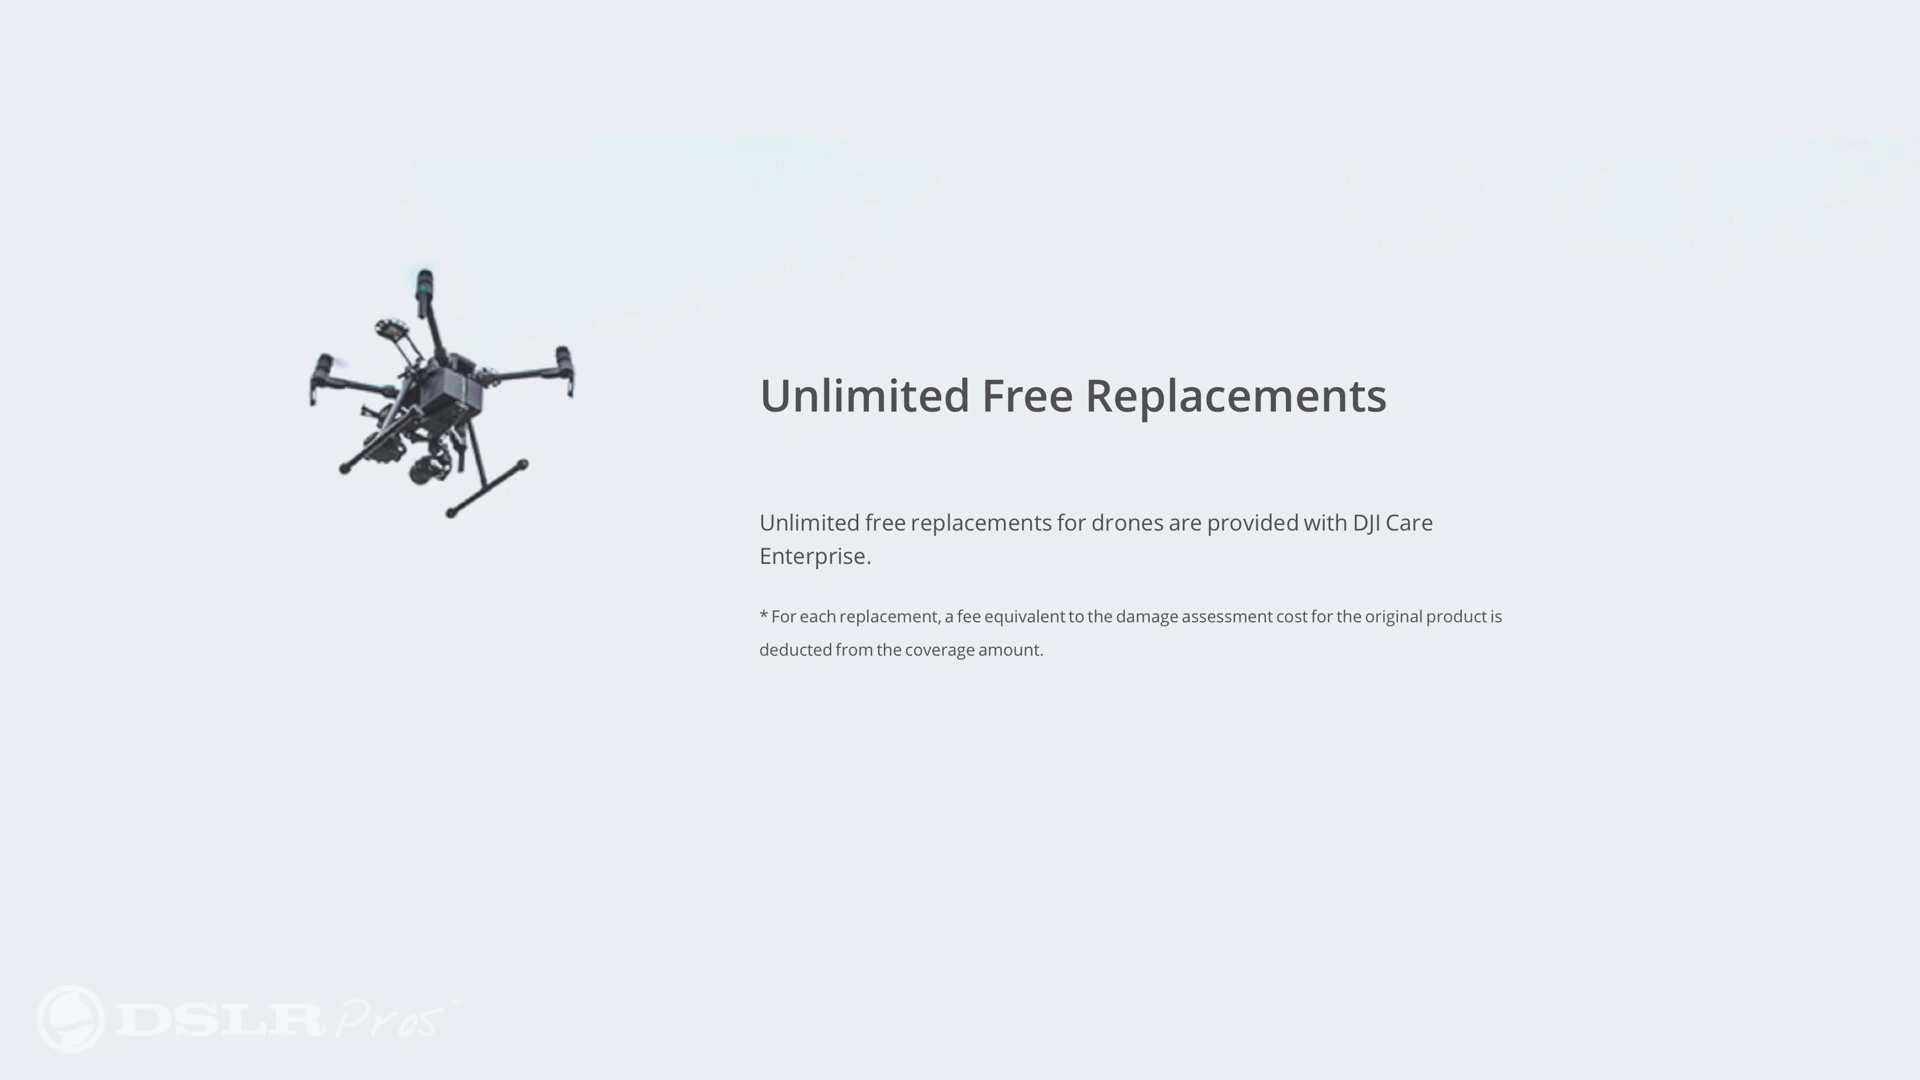 Unlimited Free Replacements
Unlimited free replacements for drones are provided with DJI Care
Enterprise.
* For each replacement, a fee equivalent to the damage assessment cost for the original product is
deducted from the coverage amount.
DSLR Pros